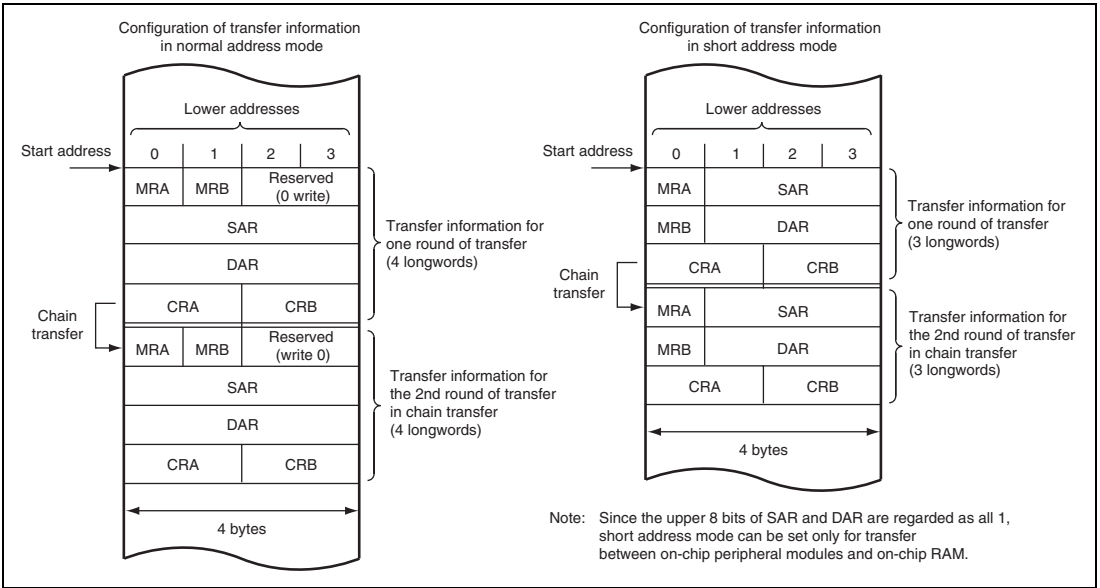 Configuration of transfer information
in normal address mode
Lower addresses
Start address
0 1 2 3
MRA MRB Reserved
(0 write)
SAR
DAR
CRA CRB
Transfer information for
one round of transfer
(4 longwords)
Chain
transfer
MRA MRB Reserved
(write 0)
SAR
DAR
CRA CRB
Transfer information for
the 2nd round of transfer
in chain transfer
(4 longwords)
4 bytes
Configuration of transfer information
in short address mode
Lower addresses
Start address
0 1 2 3
MRA SAR
MRB DAR
CRA CRB
Transfer information for
one round of transfer
(3 longwords)
Chain
transfer
MRA SAR
MRB DAR
CRA CRB
Transfer information for
the 2nd round of transfer
in chain transfer
(3 longwords)
4 bytes
Note: Since the upper 8 bits of SAR and DAR are regarded as all 1,
short address mode can be set only for transfer
between on-chip peripheral modules and on-chip RAM.